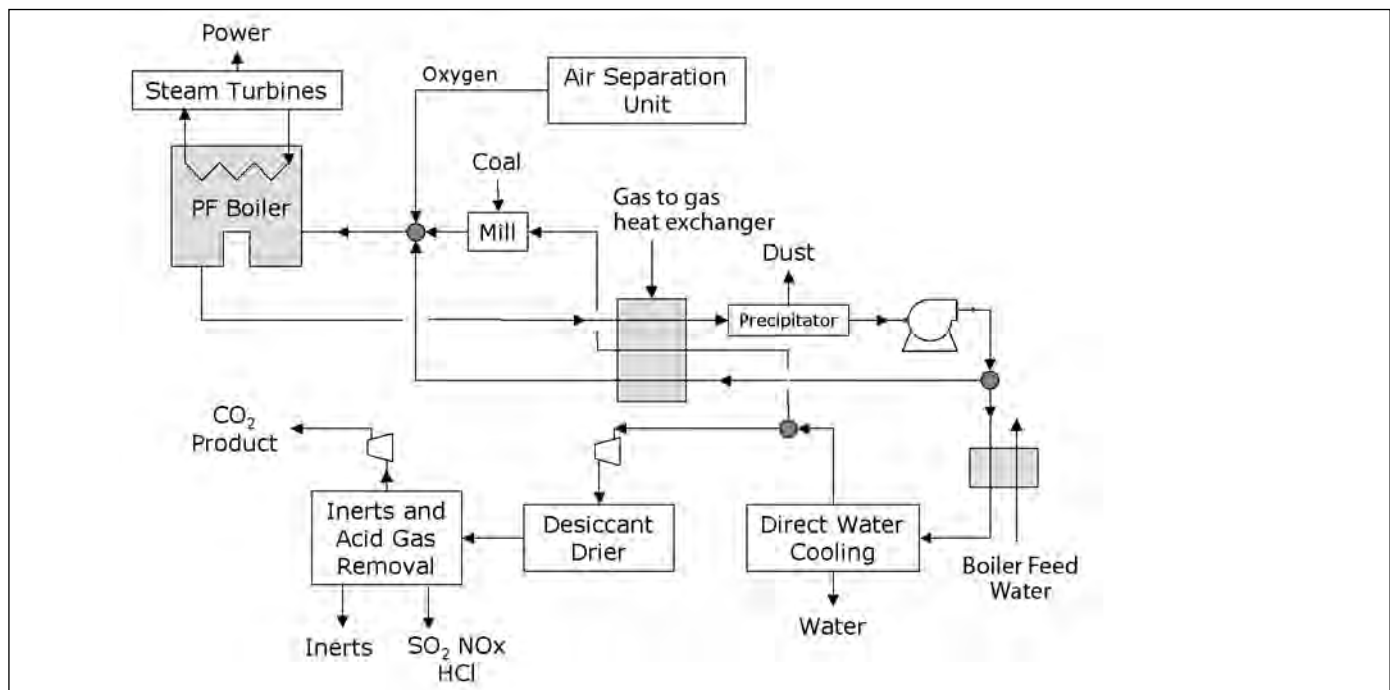 Power
Steam Turbines
Oxygen
Air Separation
Unit
Coal
PF Boiler
Mill
Gas to gas
heat exchanger
Dust
Precipitator
CO₂
Product
Inerts and
Acid Gas
Removal
Desiccant
Drier
Direct Water
Cooling
Boiler Feed
Water
Water
Inerts
SO₂ NOx
HCl